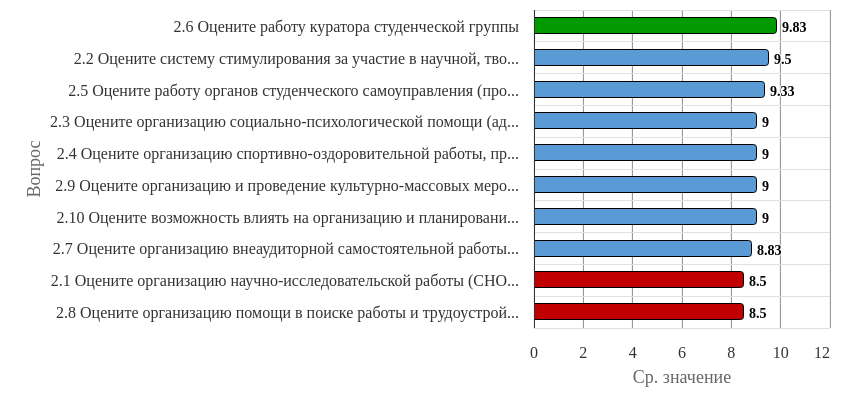 2.6 Оцените работу куратора студенческой группы 9.83
2.2 Оцените систему стимулирования за участие в научной, тво... 9.5
2.5 Оцените работу органов студенческого самоуправления (про... 9.33
2.3 Оцените организацию социально-психологической помощи (ад... 9
2.4 Оцените организацию спортивно-оздоровительной работы, пр... 9
2.9 Оцените организацию и проведение культурно-массовых меро... 9
2.10 Оцените возможность влиять на организацию и планировани... 9
2.7 Оцените организацию внеаудиторной самостоятельной работы... 8.83
2.1 Оцените организацию научно-исследовательской работы (СНО... 8.5
2.8 Оцените организацию помощи в поиске работы и трудоустрой... 8.5
Вопрос
0 2 4 6 8 10 12
Ср. значение